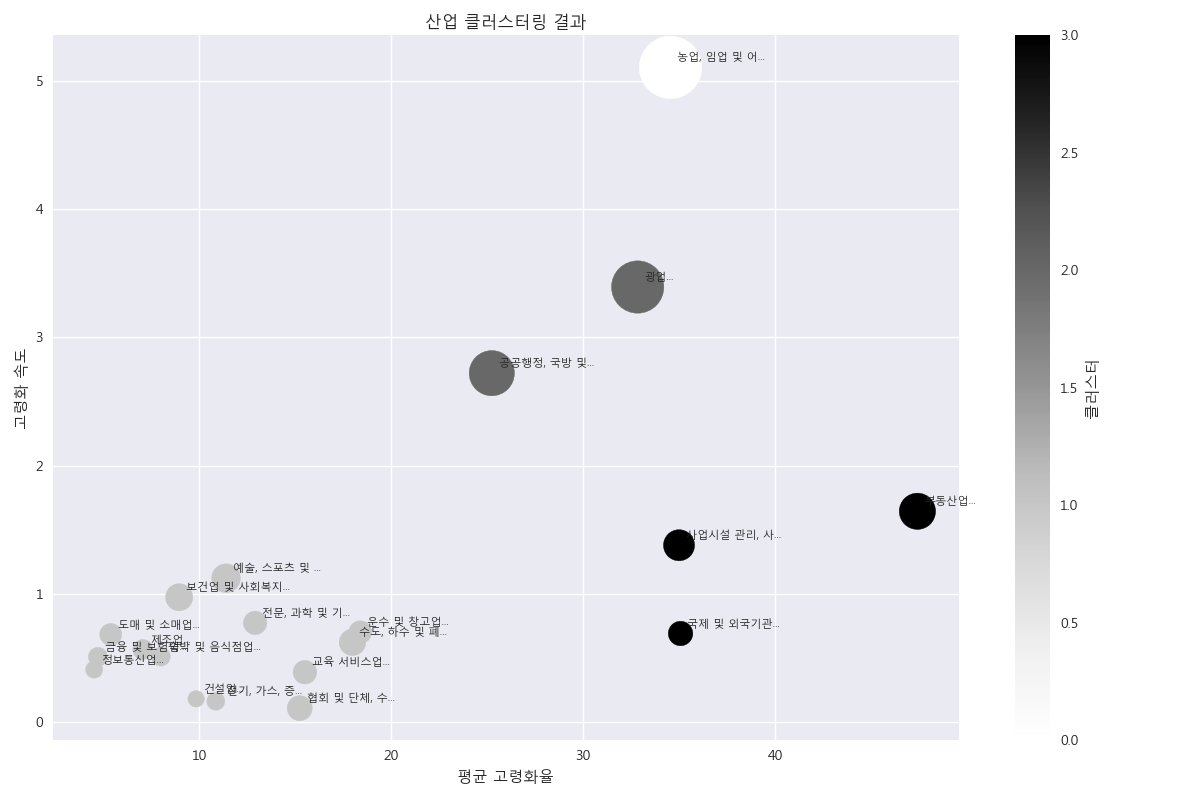 산업 클러스터링 결과
농업, 임업 및 어...
광업...
공공행정, 국방 및...
부동산업...
사업시설 관리, 사...
국제 및 외국기관...
예술, 스포츠 및 ...
보건업 및 사회복지...
전문, 과학 및 기...
운수 및 창고업...
수도, 하수 및 폐...
도매 및 소매업...
제조업...
금융 및 보험업...
숙박 및 음식점업...
정보통신업...
교육 서비스업...
건설업...
전기, 가스, 증...
협회 및 단체, 수...
5
4
3
2
1
0
고령화 속도
10
20
30
40
평균 고령화율
3.0
2.5
2.0
1.5
1.0
0.5
0.0
클러스터